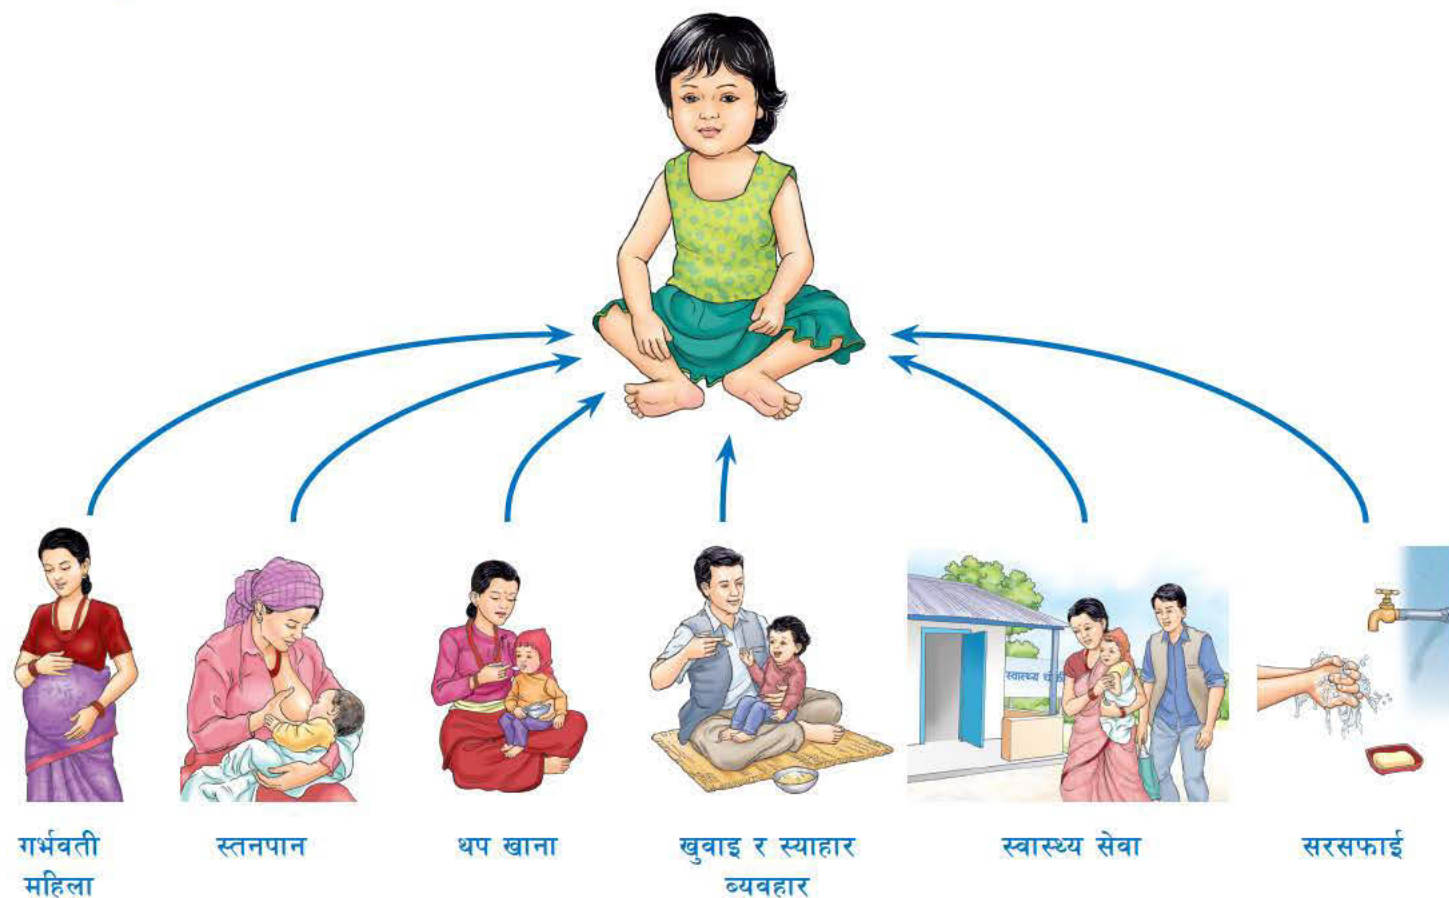 स्वास्थ्य चौकी
गर्भवती
महिला
स्तनपान
थप खाना
खुवाइ र स्याहार
ब्यवहार
स्वास्थ्य सेवा
सरसफाई